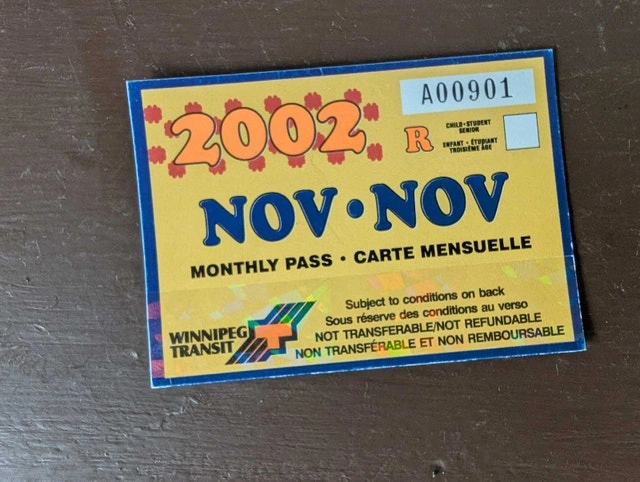 2002
A00901
R
CHILD•STUDENT
SENIOR
ENFANT • ÉTUDIANT
TROISIÈME ÂGE
NOV•NOV
MONTHLY PASS • CARTE MENSUELLE
WINNIPEG
TRANSIT
T
Subject to conditions on back
Sous réserve des conditions au verso
NOT TRANSFERABLE/NOT REFUNDABLE
NON TRANSFÉRABLE ET NON REMBOURSABLE